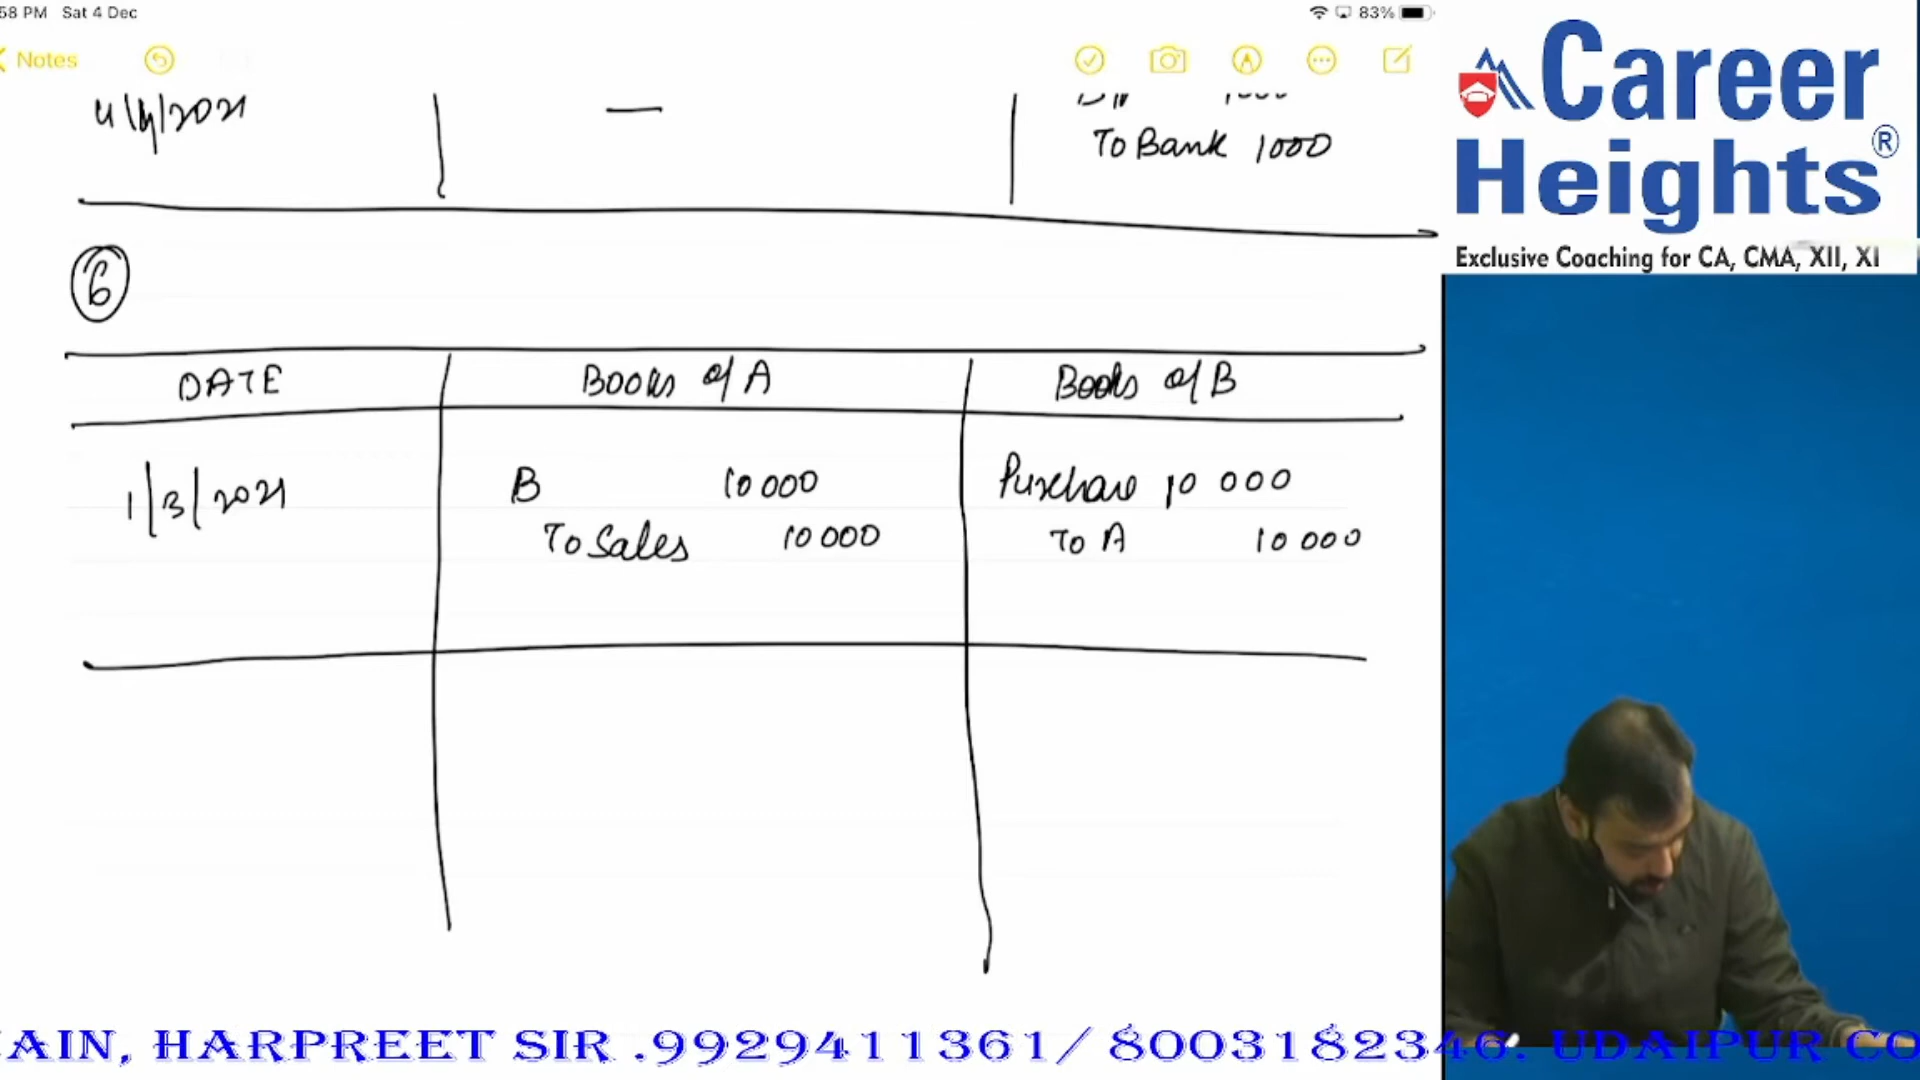 58 PM Sat 4 Dec
83%
Notes
4/4/2021
1000
To Bank 1000
6
DATE
Books of A
Books of B
1/3/2021
B 10000
To Sales 10000
Purchase 10 000
To A 10 000
Career
Heights®
Exclusive Coaching for CA, CMA, XII, XI
AIN, HARPREET SIR .9929411361/ 8003182346. UDAIPUR CO